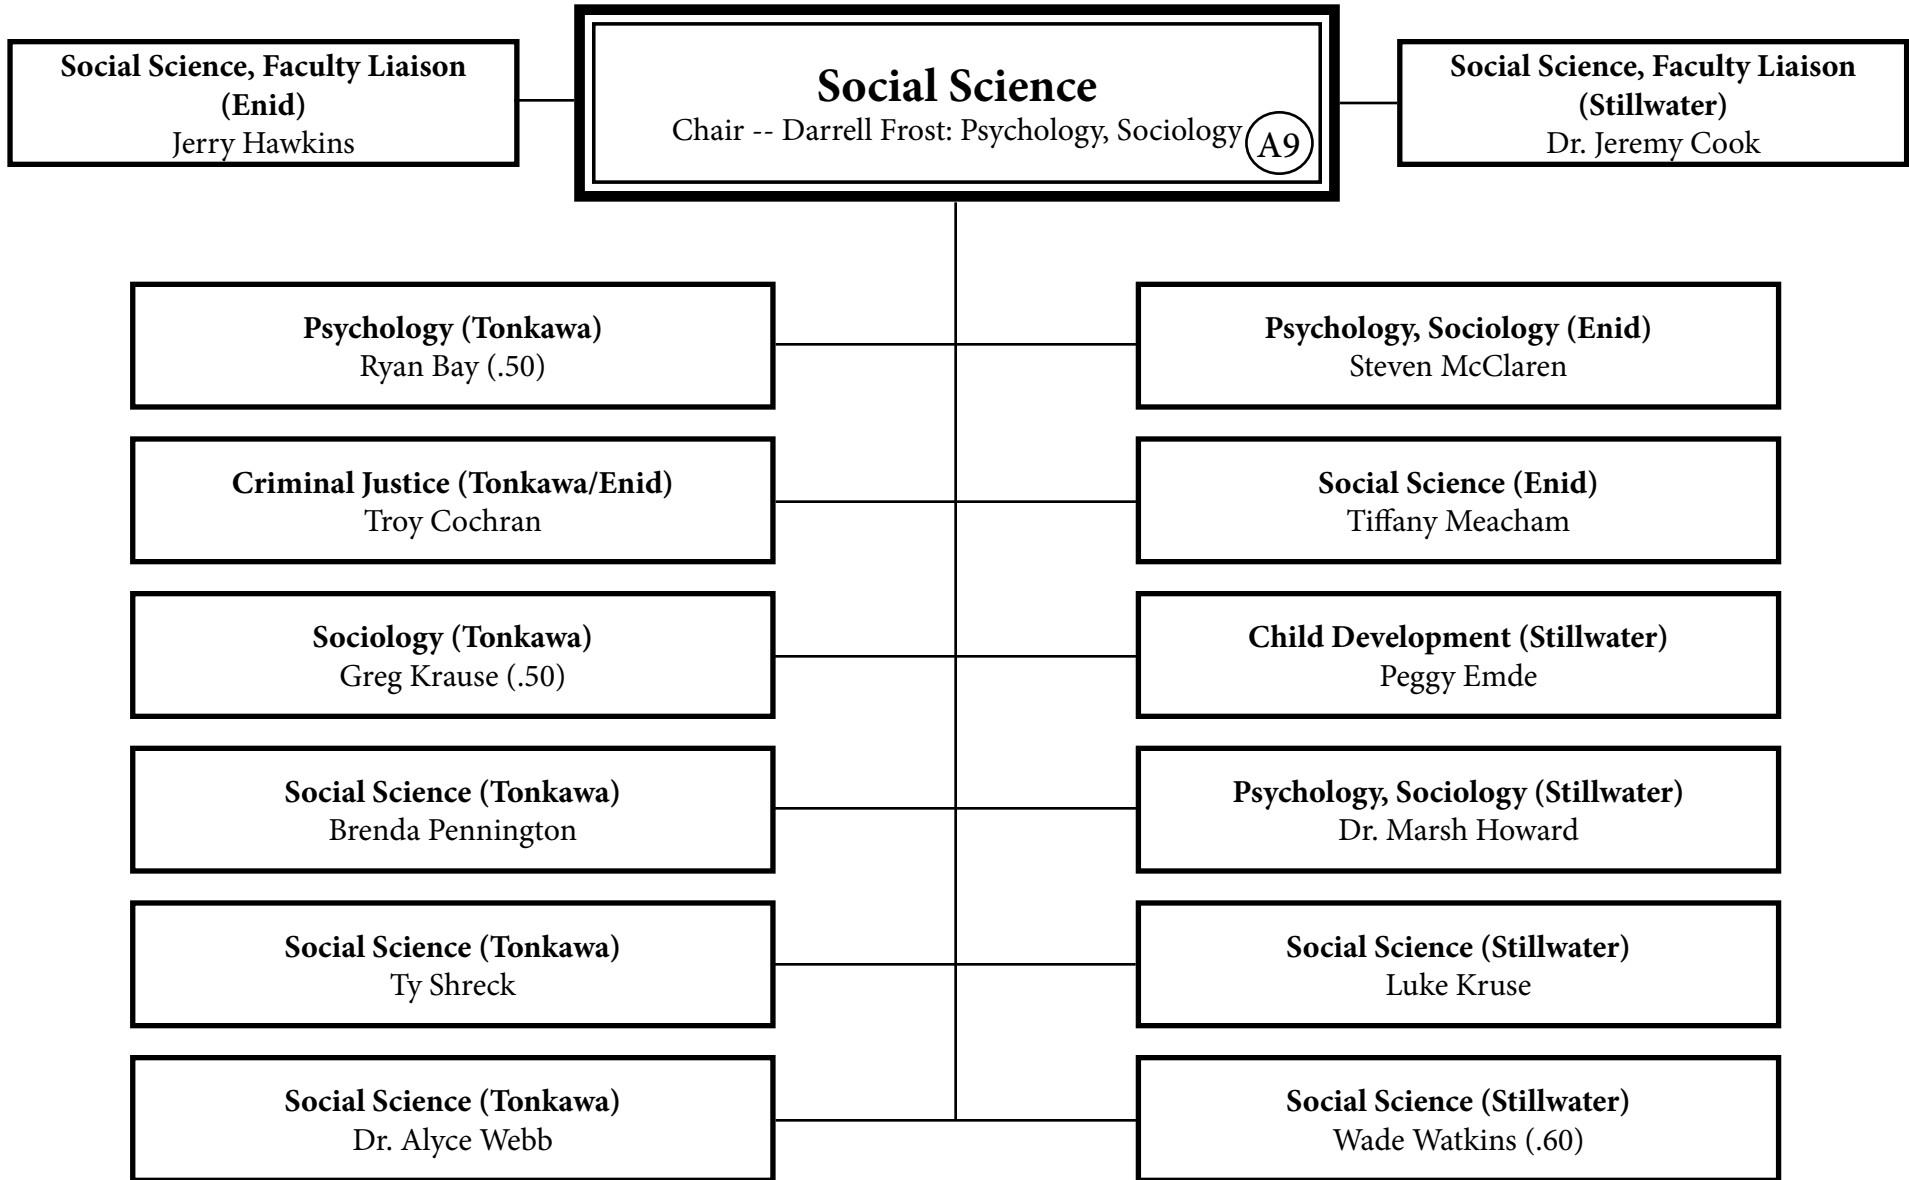 Social Science, Faculty Liaison
(Enid)
Jerry Hawkins
Social Science
Chair -- Darrell Frost: Psychology, Sociology
A9
Social Science, Faculty Liaison
(Stillwater)
Dr. Jeremy Cook
Psychology (Tonkawa)
Ryan Bay (.50)
Psychology, Sociology (Enid)
Steven McClaren
Criminal Justice (Tonkawa/Enid)
Troy Cochran
Social Science (Enid)
Tiffany Meacham
Sociology (Tonkawa)
Greg Krause (.50)
Child Development (Stillwater)
Peggy Emde
Social Science (Tonkawa)
Brenda Pennington
Psychology, Sociology (Stillwater)
Dr. Marsh Howard
Social Science (Tonkawa)
Ty Shreck
Social Science (Stillwater)
Luke Kruse
Social Science (Tonkawa)
Dr. Alyce Webb
Social Science (Stillwater)
Wade Watkins (.60)